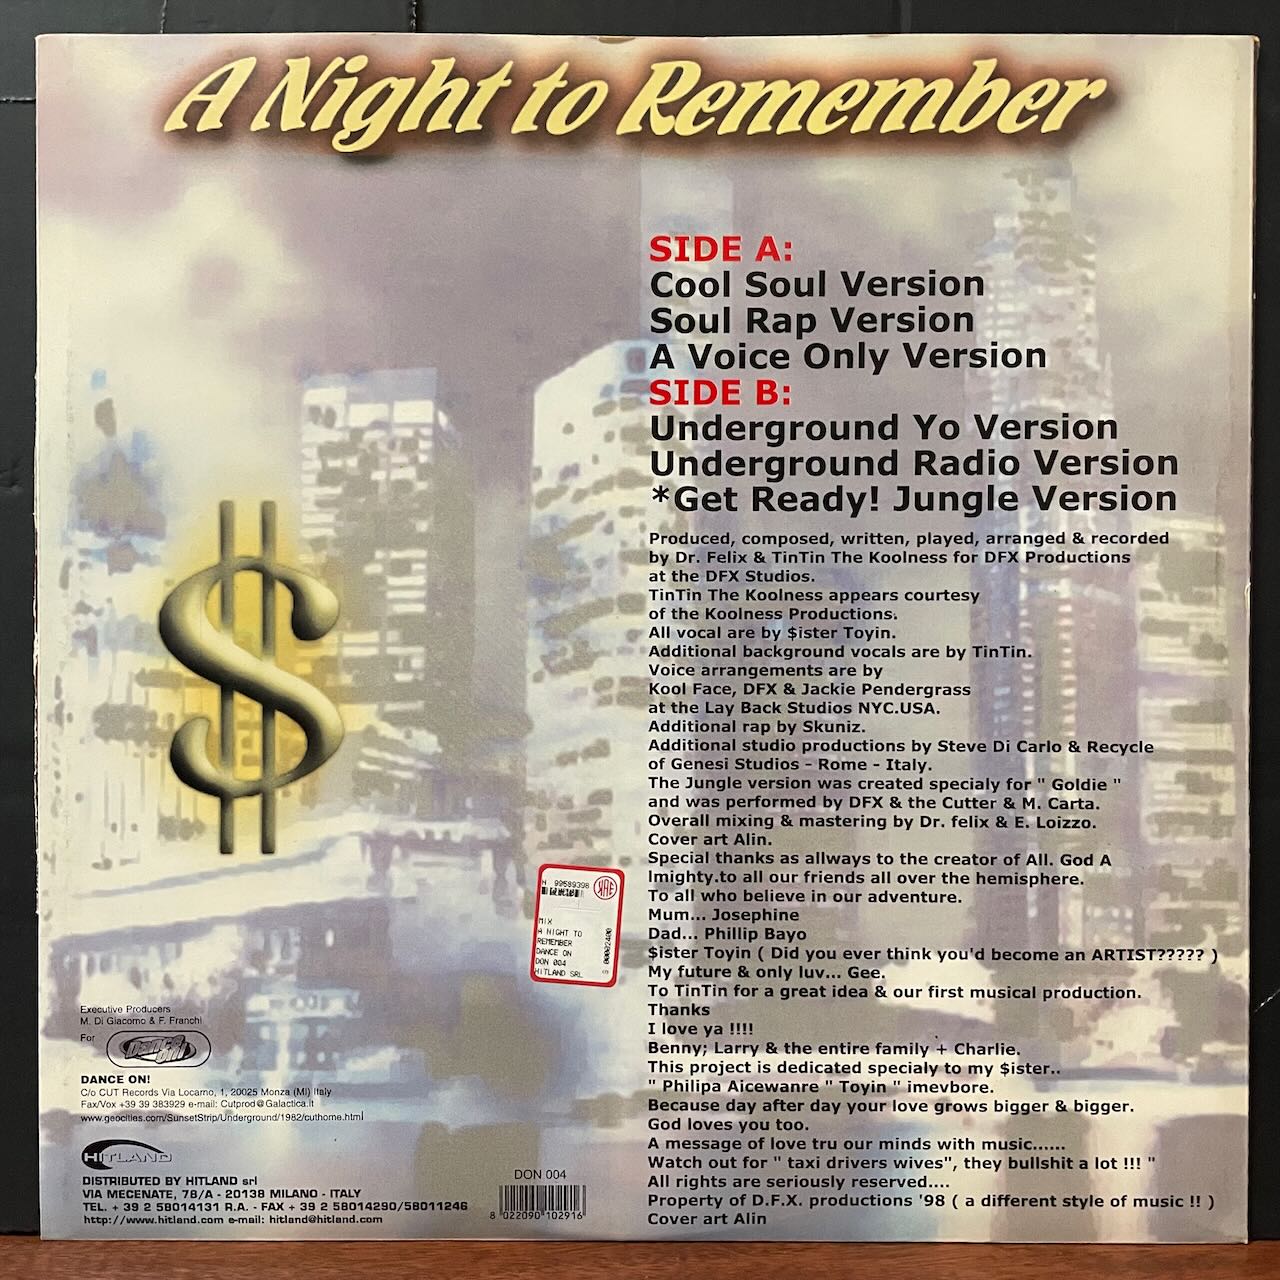 A Night to Remember
SIDE A:
Cool Soul Version
Soul Rap Version
A Voice Only Version
SIDE B:
Underground Yo Version
Underground Radio Version
*Get Ready! Jungle Version
Produced, composed, written, played, arranged & recorded
by Dr. Felix & TinTin The Koolness for DFX Productions
at the DFX Studios.
TinTin The Koolness appears courtesy
of the Koolness Productions.
All vocal are by $ister Toyin.
Additional background vocals are by TinTin.
Voice arrangements are by
Kool Face, DFX & Jackie Pendergrass
at the Lay Back Studios NYC.USA.
Additional rap by Skuniz.
Additional studio productions by Steve Di Carlo & Recycle
of Genesi Studios - Rome - Italy.
The Jungle version was created specialy for " Goldie "
and was performed by DFX & the Cutter & M. Carta.
Overall mixing & mastering by Dr. felix & E. Loizzo.
Cover art Alin.
Special thanks as allways to the creator of All. God A
lmighty.to all our friends all over the hemisphere.
To all who believe in our adventure.
Mum... Josephine
Dad... Phillip Bayo
$ister Toyin ( Did you ever think you'd become an ARTIST????? )
My future & only luv... Gee.
To TinTin for a great idea & our first musical production.
Thanks
I love ya !!!!
Benny; Larry & the entire family + Charlie.
This project is dedicated specialy to my $ister..
" Philipa Aicewanre " Toyin " imevbore.
Because day after day your love grows bigger & bigger.
God loves you too.
A message of love tru our minds with music......
Watch out for " taxi drivers wives", they bullshit a lot !!! "
All rights are seriously reserved....
Property of D.F.X. productions '98 ( a different style of music !! )
Cover art Alin
H 99589398
MIX
A NIGHT TO
REMEMBER
DANCE ON
DON 004
HITLAND SRL
00002400
Executive Producers
M. Di Giacomo & F. Franchi
For
Dance on!
DANCE ON!
C/o CUT Records Via Locarno, 1, 20025 Monza (MI) Italy
Fax/Vox +39 39 383929 e-mail: Cutprod@Galactica.it
www.geocities.com/SunsetStrip/Underground/1982/cuthome.html
HITLAND
DISTRIBUTED BY HITLAND srl
VIA MECENATE, 78/A - 20138 MILANO - ITALY
TEL. + 39 2 58014131 R.A. - FAX + 39 2 58014290/58011246
http://www.hitland.com e-mail: hitland@hitland.com
DON 004
8 022090 102916